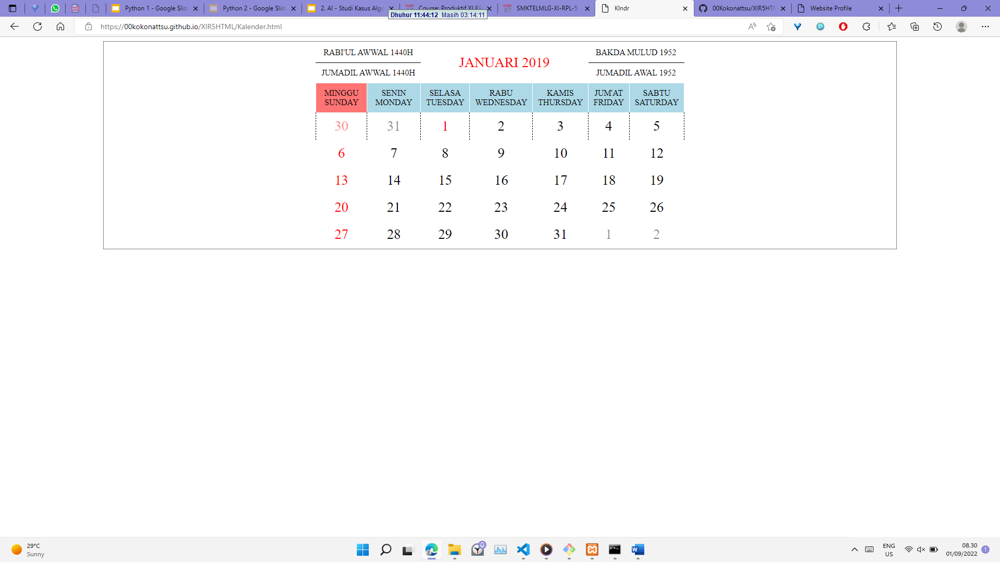 Python 1 - Google Slid
Python 2 - Google Slid
2. AI - Studi Kasus Algo
Course: Produktif XI RP
SMKTELMLG-XI-RPL-5:
Klndr
00Kokonattsu/XIR5HTM
Website Profile
Dhuhur 11:44:12 Masih 03:14:11
https://00kokonattsu.github.io/XIR5HTML/Kalender.html
RABI'UL AWWAL 1440H
JUMADIL AWWAL 1440H
JANUARI 2019
BAKDA MULUD 1952
JUMADIL AWAL 1952
MINGGU SENIN SELASA RABU KAMIS JUM'AT SABTU
SUNDAY MONDAY TUESDAY WEDNESDAY THURSDAY FRIDAY SATURDAY
30 31 1 2 3 4 5
6 7 8 9 10 11 12
13 14 15 16 17 18 19
20 21 22 23 24 25 26
27 28 29 30 31 1 2
29°C
Sunny
ENG
US
08.30
01/09/2022
1